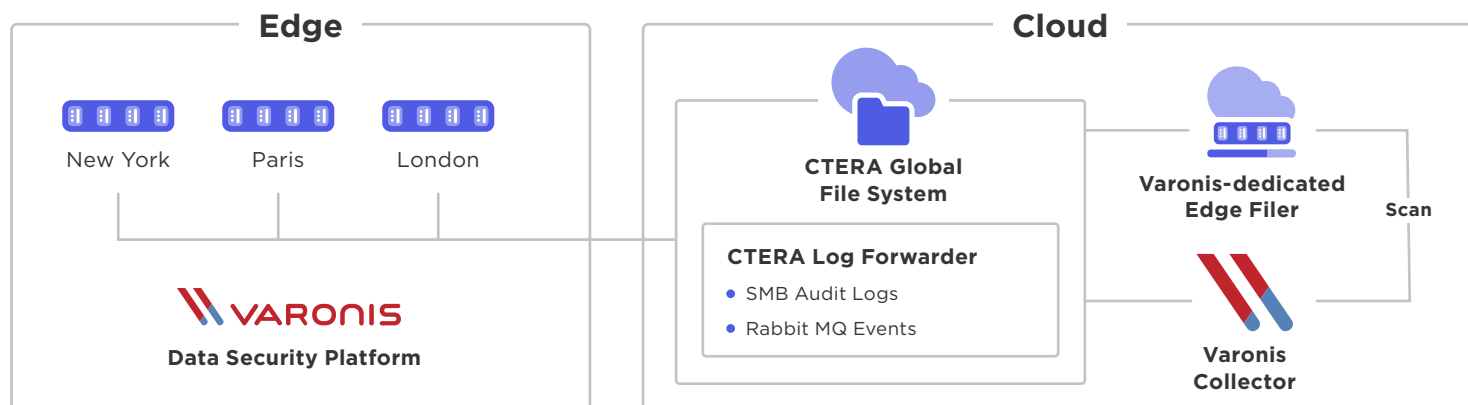 Edge
New York
Paris
London
VARONIS
Data Security Platform
Cloud
CTERA Global
File System
CTERA Log Forwarder
SMB Audit Logs
Rabbit MQ Events
Varonis-dedicated
Edge Filer
Scan
Varonis
Collector